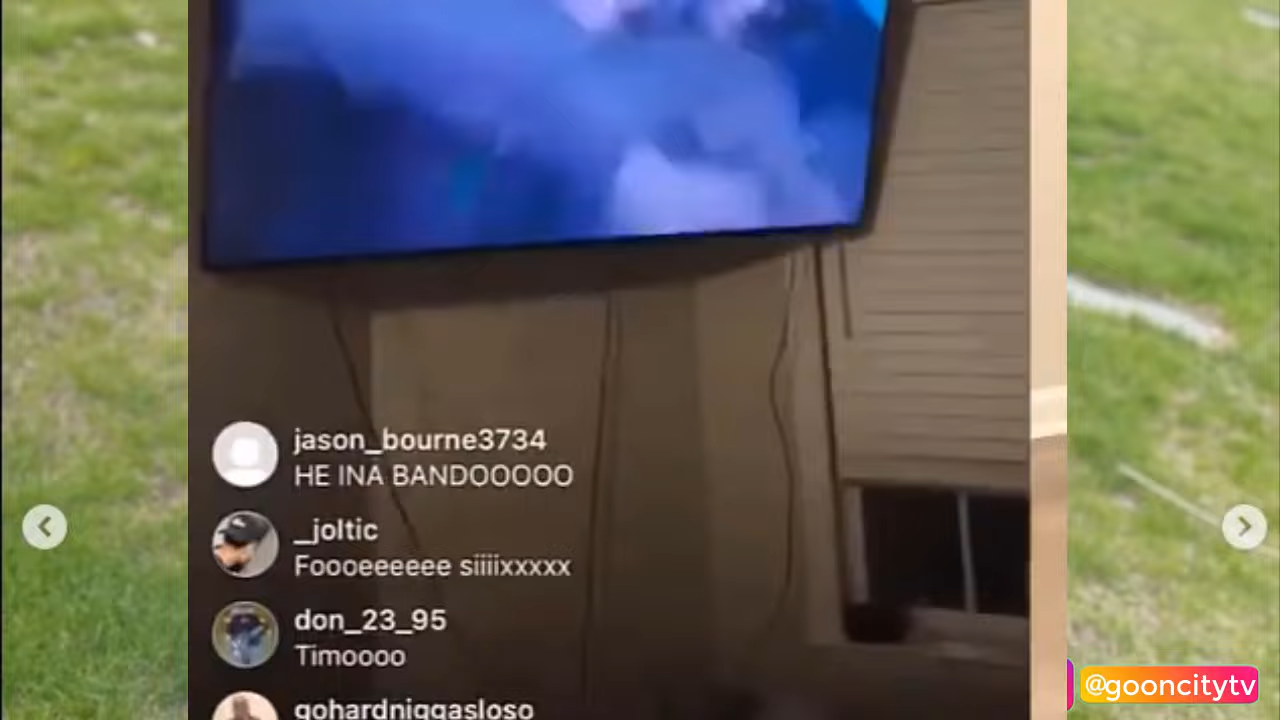 jason_bourne3734
HE INA BANDOOOOO
_joltic
Foooeeeeee siiiixxxxx
don_23_95
Timoooo
gohardniggasloso
@gooncitytv